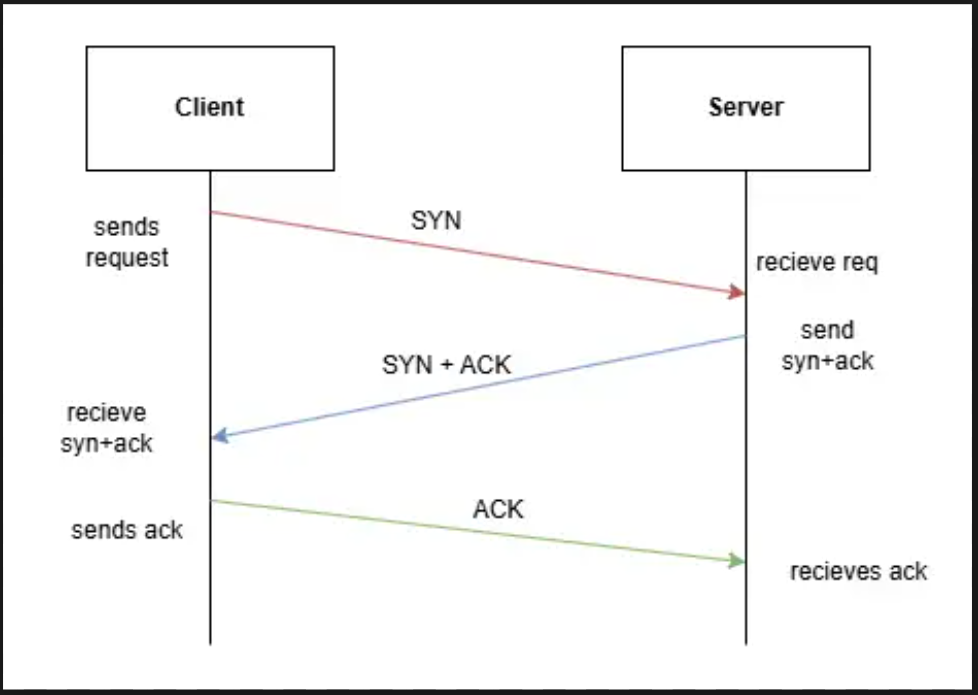 Client
Server
sends
request
SYN
recieve req
send
syn+ack
SYN + ACK
recieve
syn+ack
ACK
sends ack
recieves ack